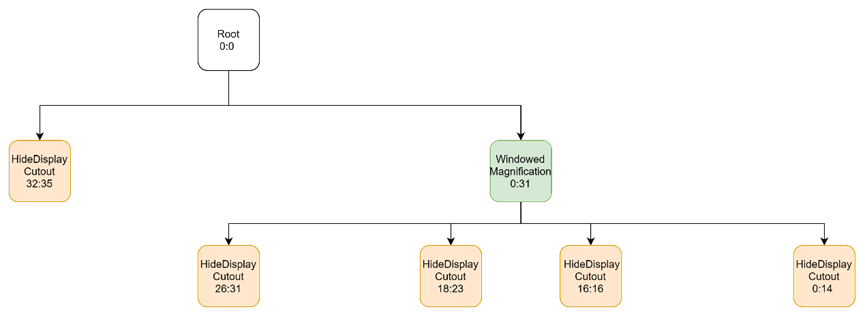 Root
0:0
HideDisplay
Cutout
32:35
Windowed
Magnification
0:31
HideDisplay
Cutout
26:31
HideDisplay
Cutout
18:23
HideDisplay
Cutout
16:16
HideDisplay
Cutout
0:14